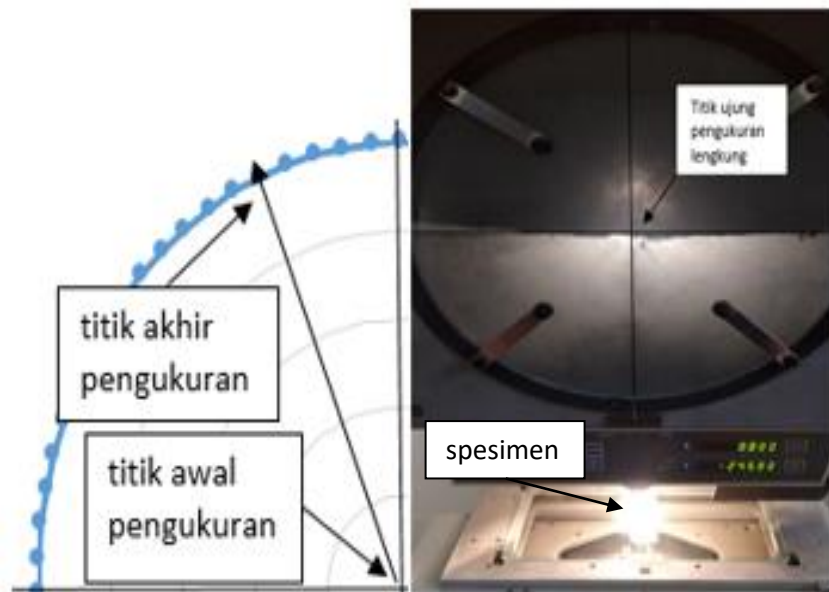 titik akhir
pengukuran
titik awal
pengukuran
Titik ujung
pengukuran
lengkung
spesimen